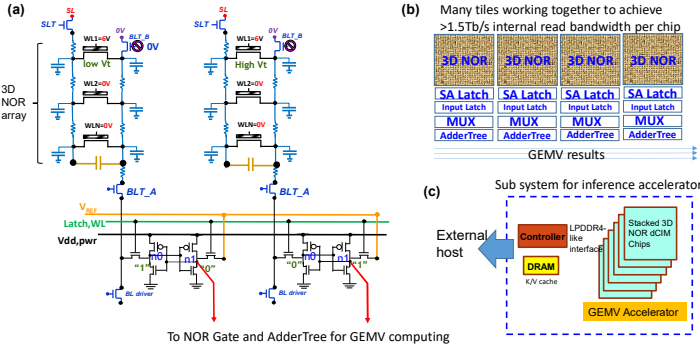 (a)
SL
SLT
WL1=6V
low Vt
WL2=0V
WLN=0V
0V
BLT_B
0V
3D
NOR
array
BLT_A
SL
SLT
WL1=6V
High Vt
WL2=0V
WLN=0V
0V
BLT_B
0V
BLT_A
VREF
Latch,WL
Vdd,pwr
"1"
n0
n1
"0"
BL driver
"0"
n0
n1
"1"
BL driver
To NOR Gate and AdderTree for GEMV computing
(b)
Many tiles working together to achieve
>1.5Tb/s internal read bandwidth per chip
3D NOR
3D NOR
3D NOR
3D NOR
SA Latch
SA Latch
SA Latch
SA Latch
Input Latch
Input Latch
Input Latch
Input Latch
MUX
MUX
MUX
MUX
AdderTree
AdderTree
AdderTree
AdderTree
GEMV results
(c)
Sub system for inference accelerator
External
host
Controller
LPDDR4-
like
interface
DRAM
K/V cache
Stacked 3D
NOR dCIM
Chips
GEMV Accelerator